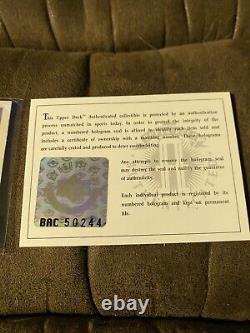 This Upper Deck™ Authenticated collectible is protected by an authentication
process unmatched in sports today. In order to protect the integrity of the
product, a numbered hologram seal is affixed to identify each item sold and
includes a certificate of ownership with a matching number. These holograms
are carefully crated and produced to deter counterfeiting.
Any attempts to remove the hologram seal
may destroy the seal and nullify the guarantee
of authenticity.
Each individual product is registered by its
numbered hologram and kept on permanent
file.
BAC 50244